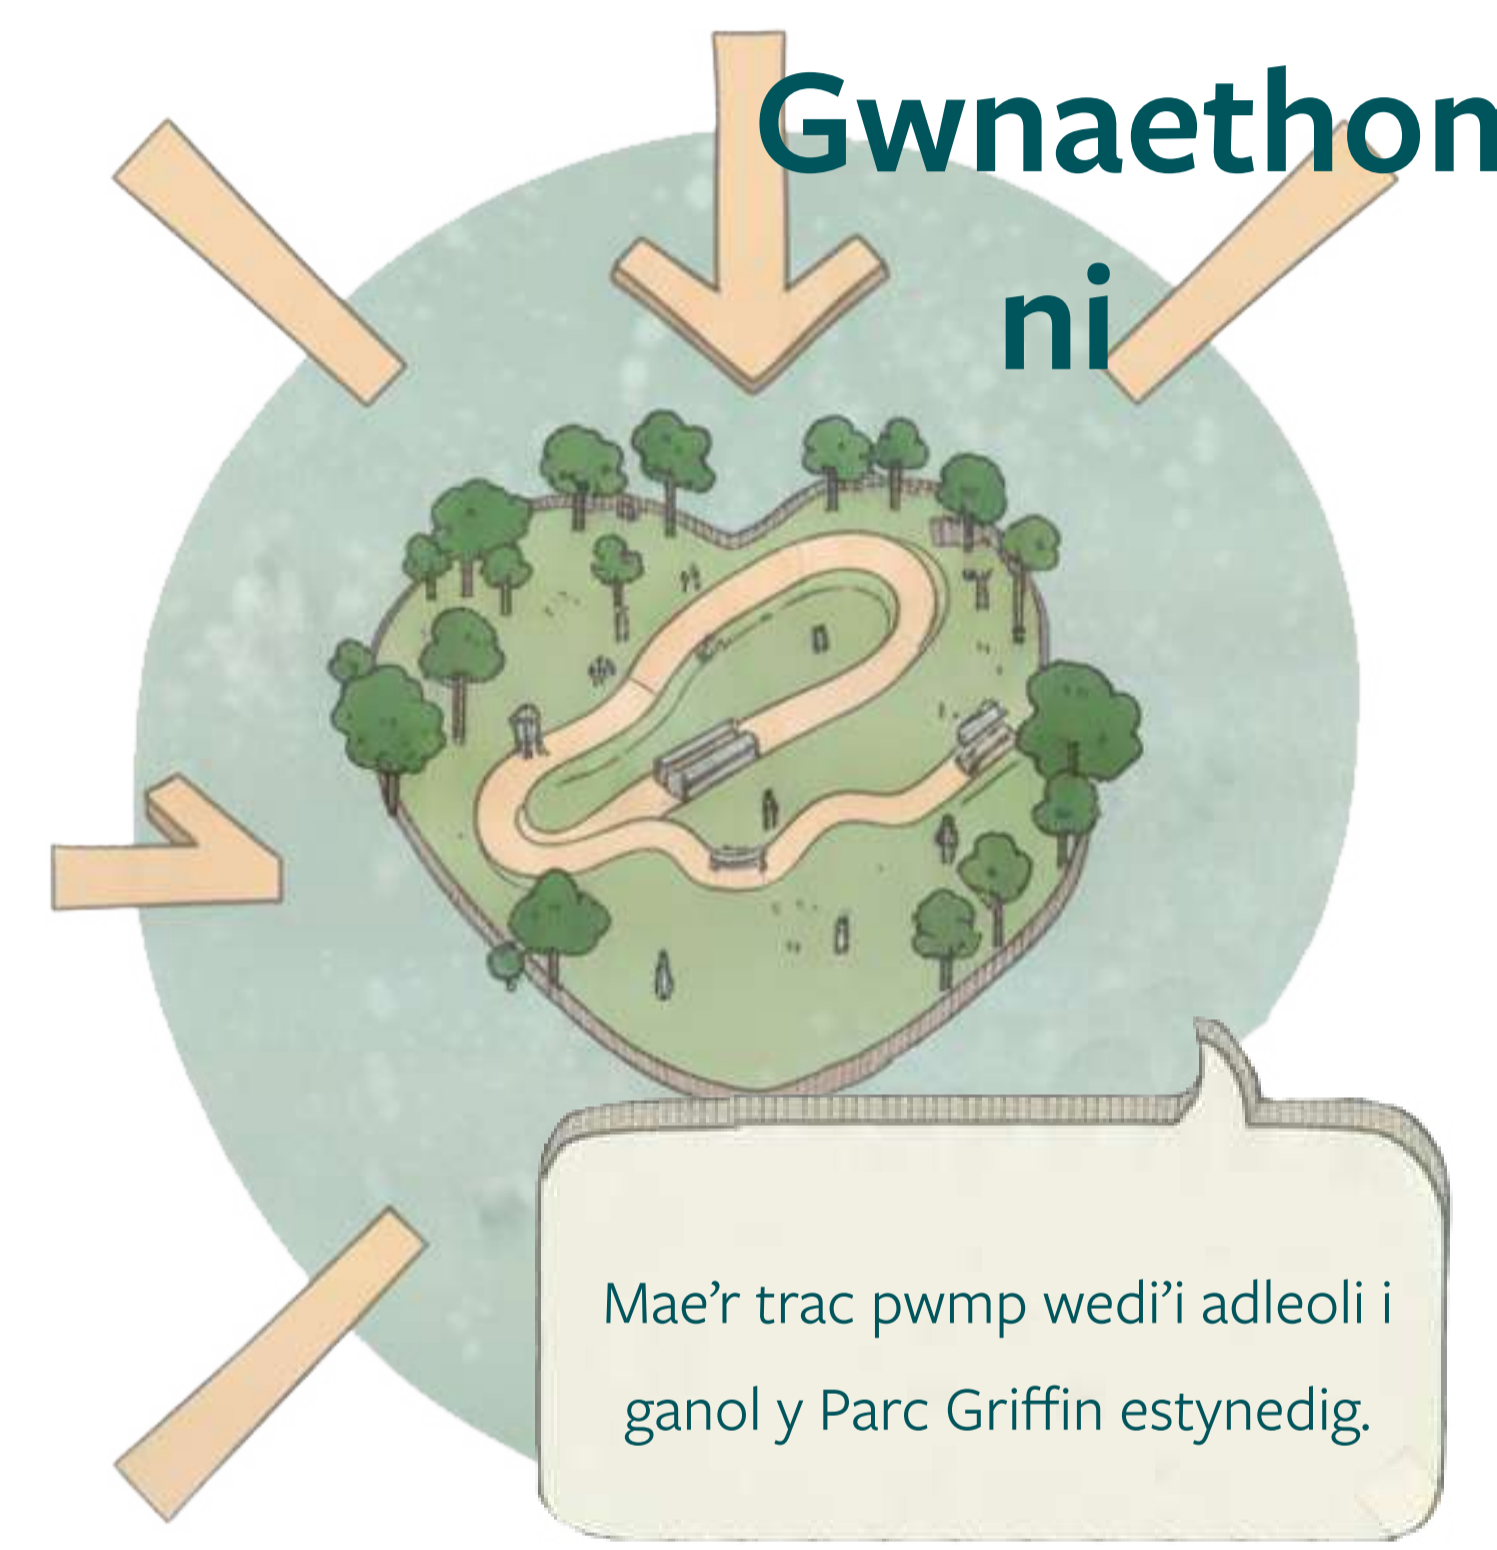 Gwnaethon
ni
Mae’r trac pwmp wedi’i adleoli i
ganol y Parc Griffin estynedig.